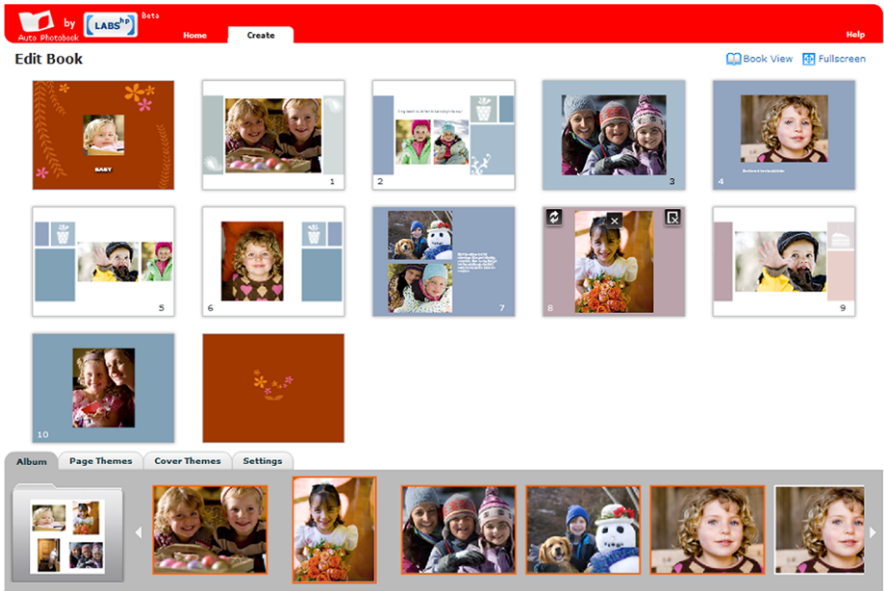 by
LABS hp
Beta
Auto Photobook
Home
Create
Help
Edit Book
Book View
Fullscreen
BABY
1
2
3
4
5
6
7
8
9
10
Album
Page Themes
Cover Themes
Settings